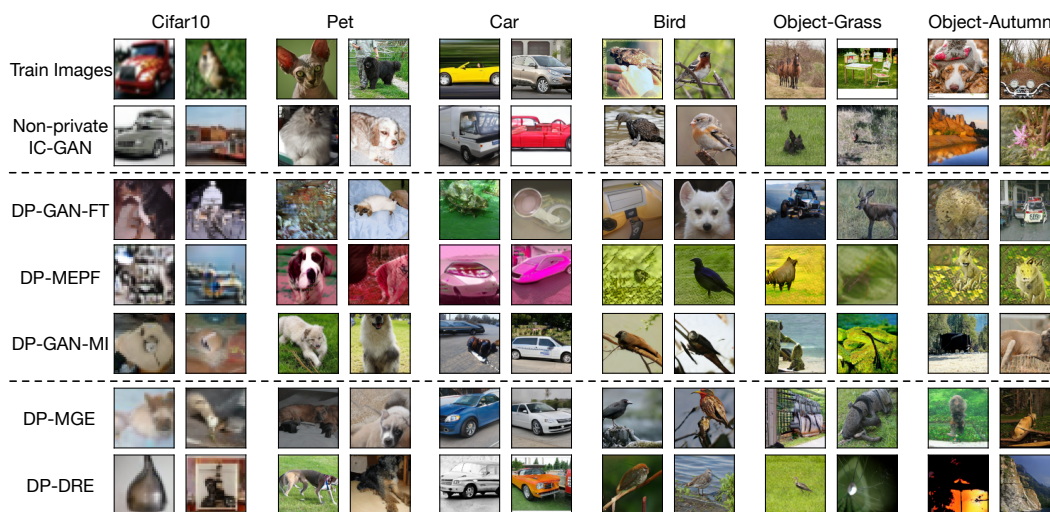 Cifar10 Pet Car Bird Object-Grass Object-Autumn
Train Images
Non-private
IC-GAN
DP-GAN-FT
DP-MEPF
DP-GAN-MI
DP-MGE
DP-DRE